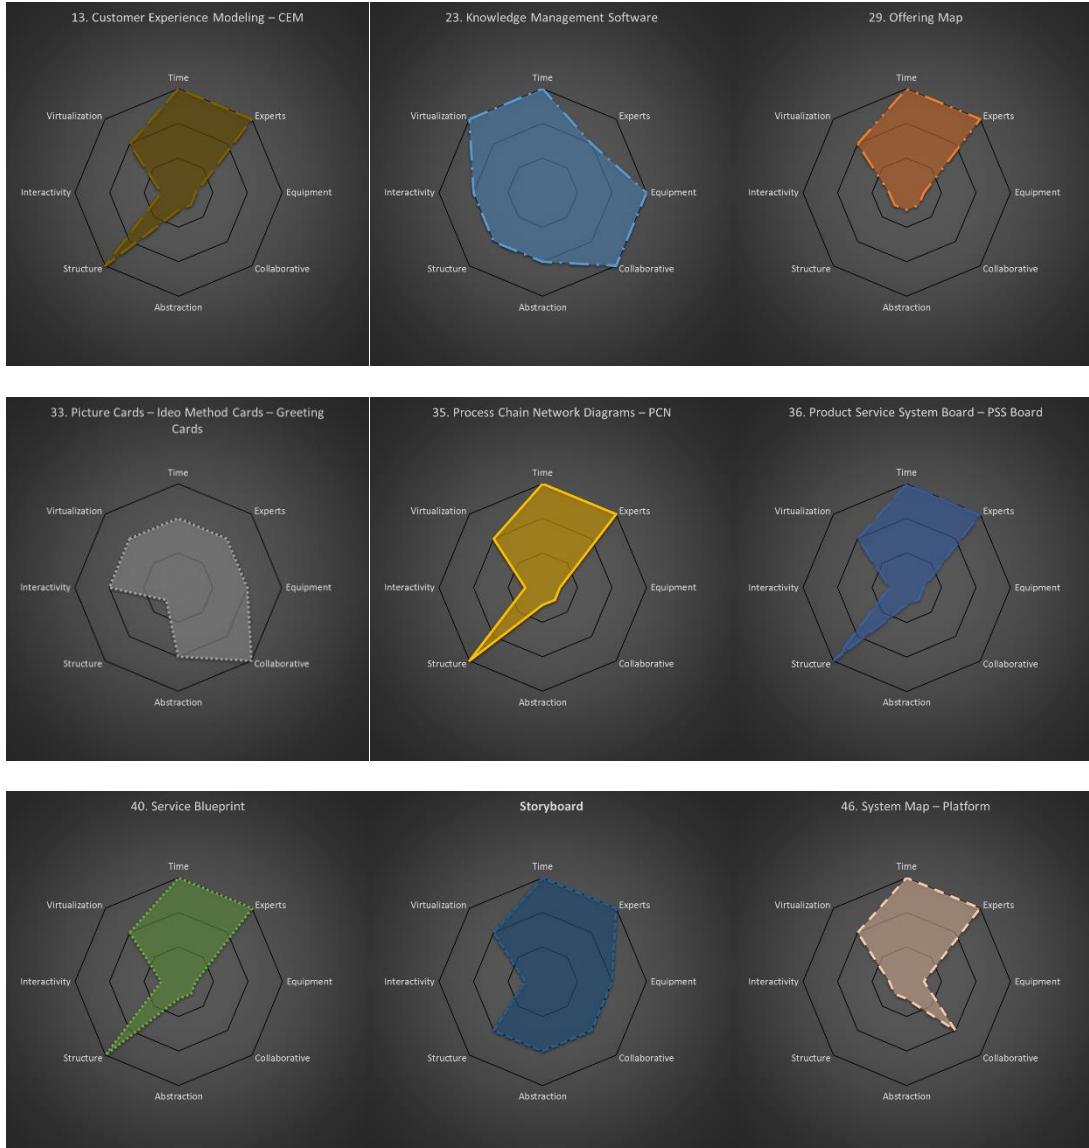 13. Customer Experience Modeling – CEM
Time
Virtualization
Experts
Interactivity
Equipment
Structure
Collaborative
Abstraction
23. Knowledge Management Software
Time
Virtualization
Experts
Interactivity
Equipment
Structure
Collaborative
Abstraction
29. Offering Map
Time
Virtualization
Experts
Interactivity
Equipment
Structure
Collaborative
Abstraction
33. Picture Cards – Ideo Method Cards – Greeting
Cards
Time
Virtualization
Experts
Interactivity
Equipment
Structure
Collaborative
Abstraction
35. Process Chain Network Diagrams – PCN
Time
Virtualization
Experts
Interactivity
Equipment
Structure
Collaborative
Abstraction
36. Product Service System Board – PSS Board
Time
Virtualization
Experts
Interactivity
Equipment
Structure
Collaborative
Abstraction
40. Service Blueprint
Time
Virtualization
Experts
Interactivity
Equipment
Structure
Collaborative
Abstraction
Storyboard
Time
Virtualization
Experts
Interactivity
Equipment
Structure
Collaborative
Abstraction
46. System Map – Platform
Time
Virtualization
Experts
Interactivity
Equipment
Structure
Collaborative
Abstraction